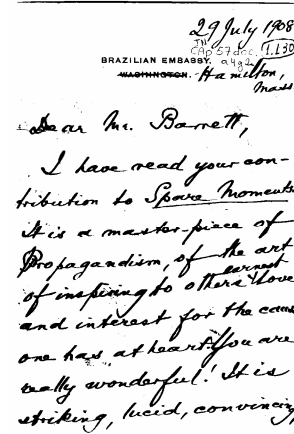 29 July 1908
CAp 57 doc. 1.130
a4g2
BRAZILIAN EMBASSY,
WASHINGTON. Hamilton,
Mass
Dear Mr. Barrett,
I have read your con-
tribution to Spare Moments
It is a master-piece of
Propagandism, of the art
of inspiring to others earnest love
and interest for the cause
one has at heart. You are
really wonderful! It is
striking, lucid, convincing,